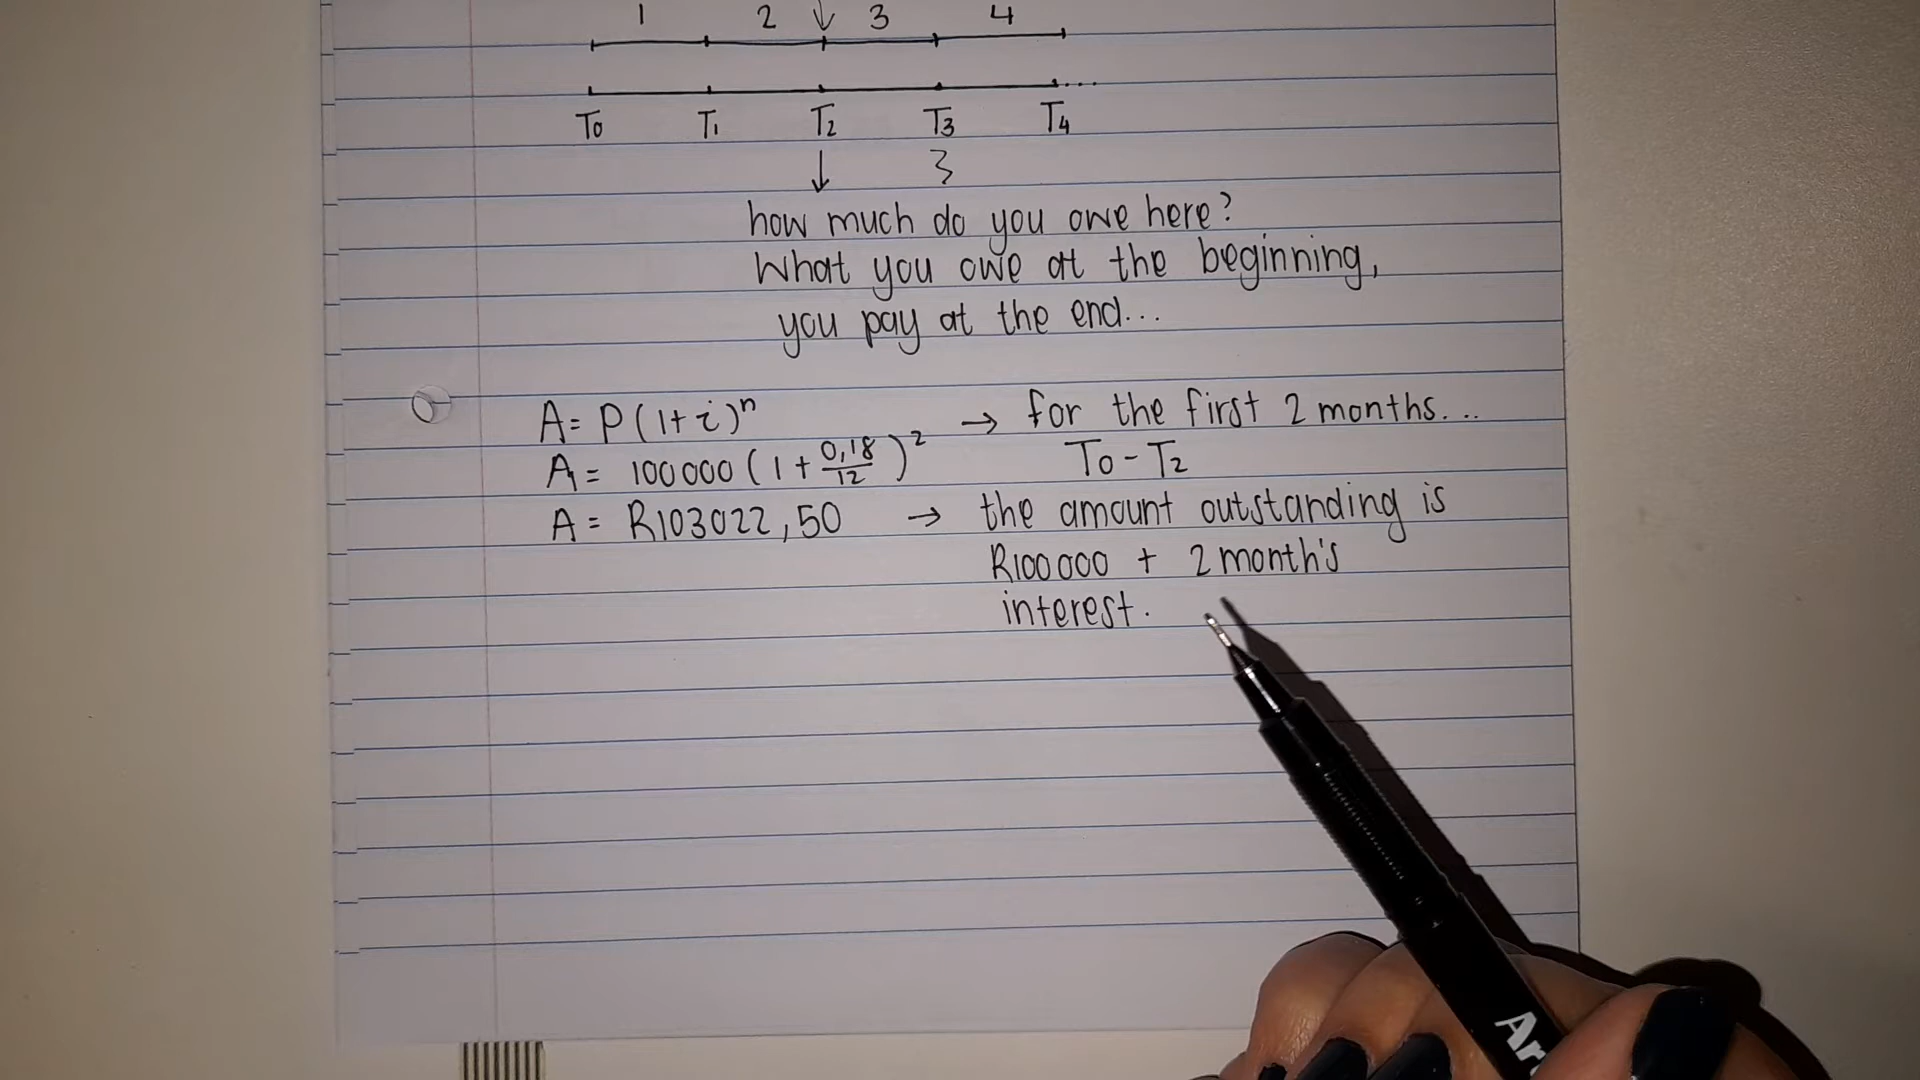 1 2 ↓ 3 4
T₀ T₁ T₂ T₃ T₄ ...
↓ 3
how much do you owe here?
What you owe at the beginning,
you pay at the end...
A = P(1+i)ⁿ → for the first 2 months...
A = 100 000 (1 + 0,18/12)² T₀ - T₂
A = R103022,50 → the amount outstanding is
R100 000 + 2 month's
interest.